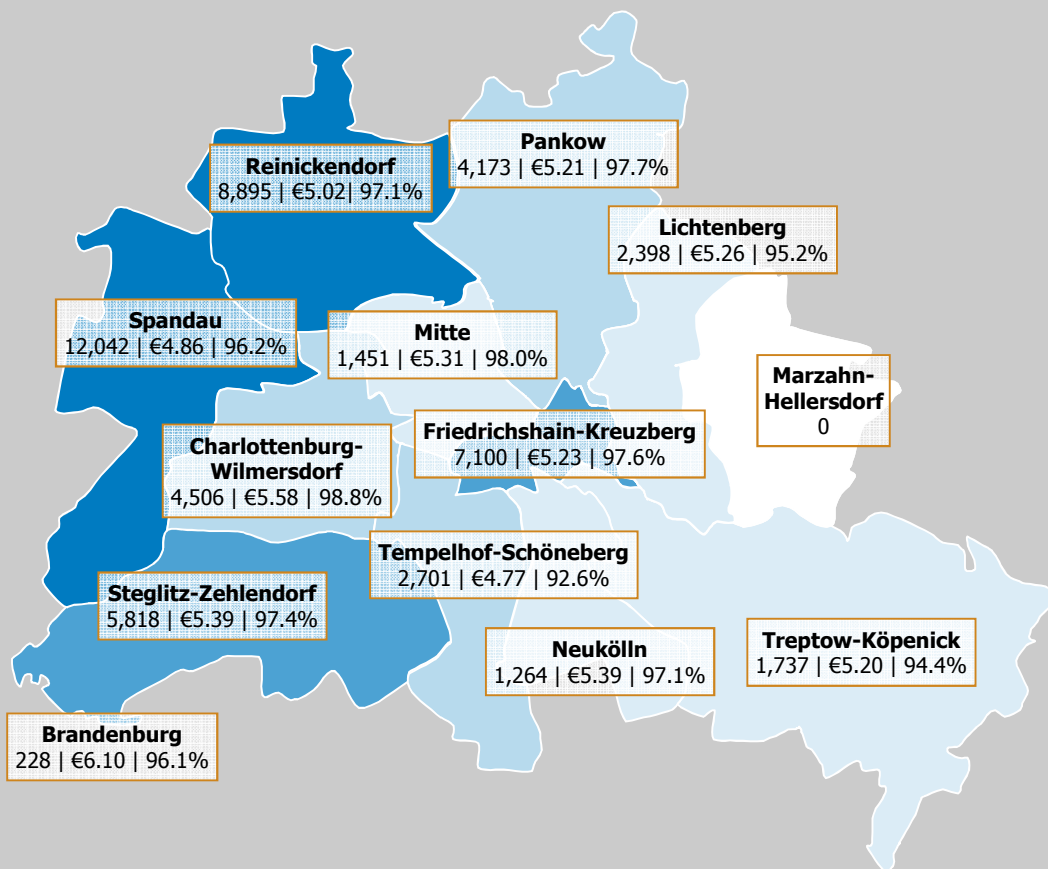 Pankow
4,173 | €5.21 | 97.7%
Reinickendorf
8,895 | €5.02| 97.1%
Lichtenberg
2,398 | €5.26 | 95.2%
Spandau
12,042 | €4.86 | 96.2%
Mitte
1,451 | €5.31 | 98.0%
Marzahn-
Hellersdorf
0
Friedrichshain-Kreuzberg
7,100 | €5.23 | 97.6%
Charlottenburg-
Wilmersdorf
4,506 | €5.58 | 98.8%
Tempelhof-Schöneberg
2,701 | €4.77 | 92.6%
Steglitz-Zehlendorf
5,818 | €5.39 | 97.4%
Neukölln
1,264 | €5.39 | 97.1%
Treptow-Köpenick
1,737 | €5.20 | 94.4%
Brandenburg
228 | €6.10 | 96.1%